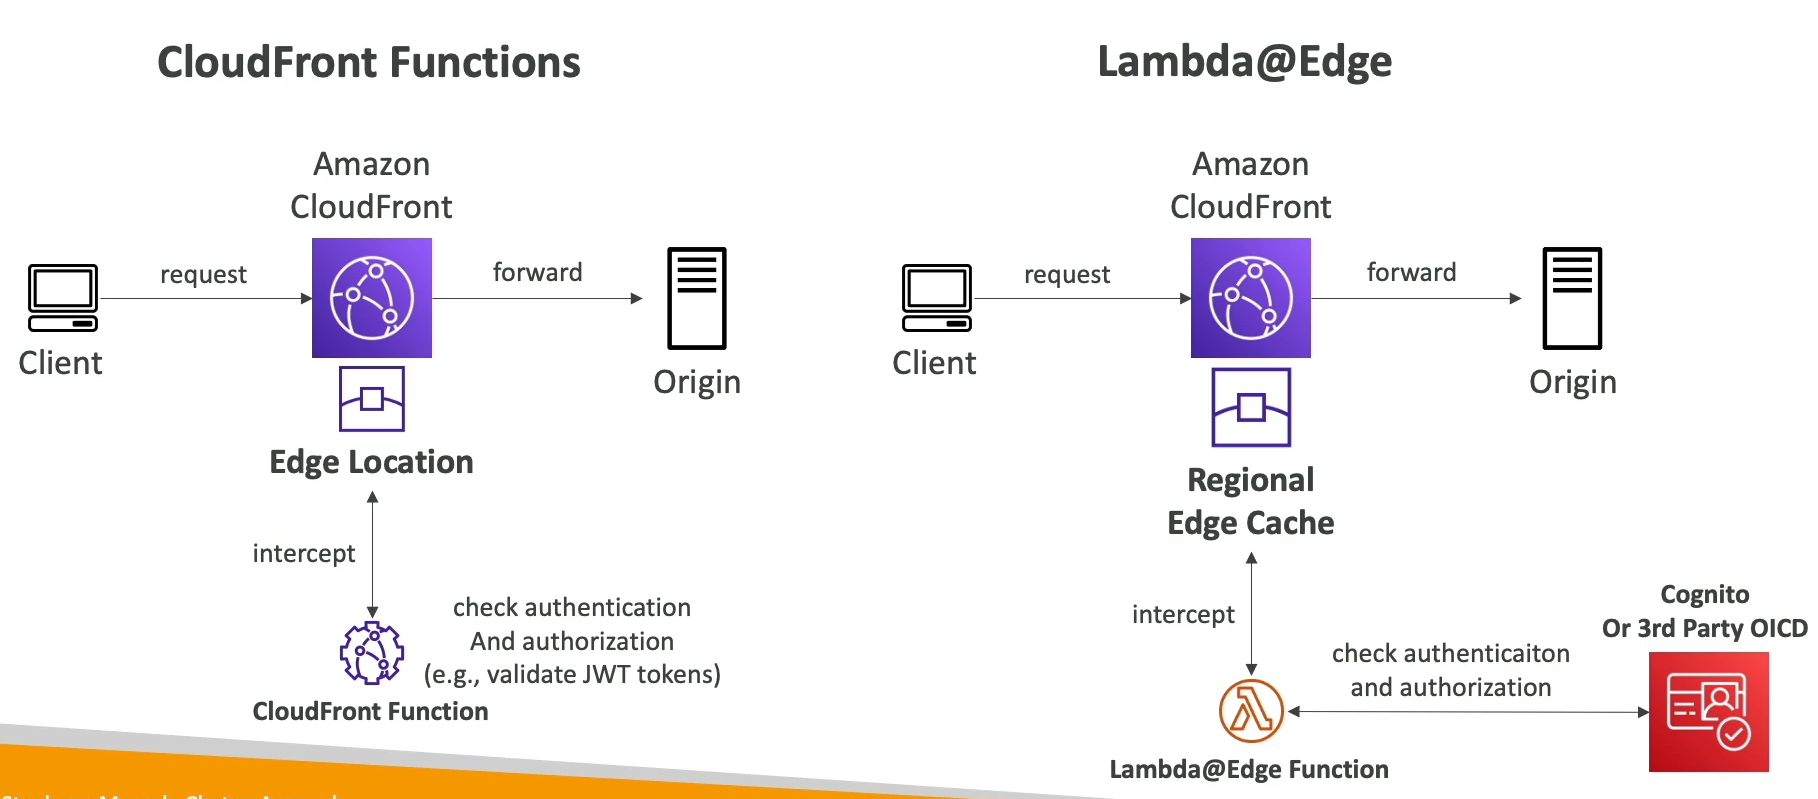 CloudFront Functions
Amazon
CloudFront
request
forward
Client
Origin
Edge Location
intercept
check authentication
And authorization
(e.g., validate JWT tokens)
CloudFront Function
Lambda@Edge
Amazon
CloudFront
request
forward
Client
Origin
Regional
Edge Cache
intercept
Cognito
Or 3rd Party OICD
check authenticaiton
and authorization
Lambda@Edge Function